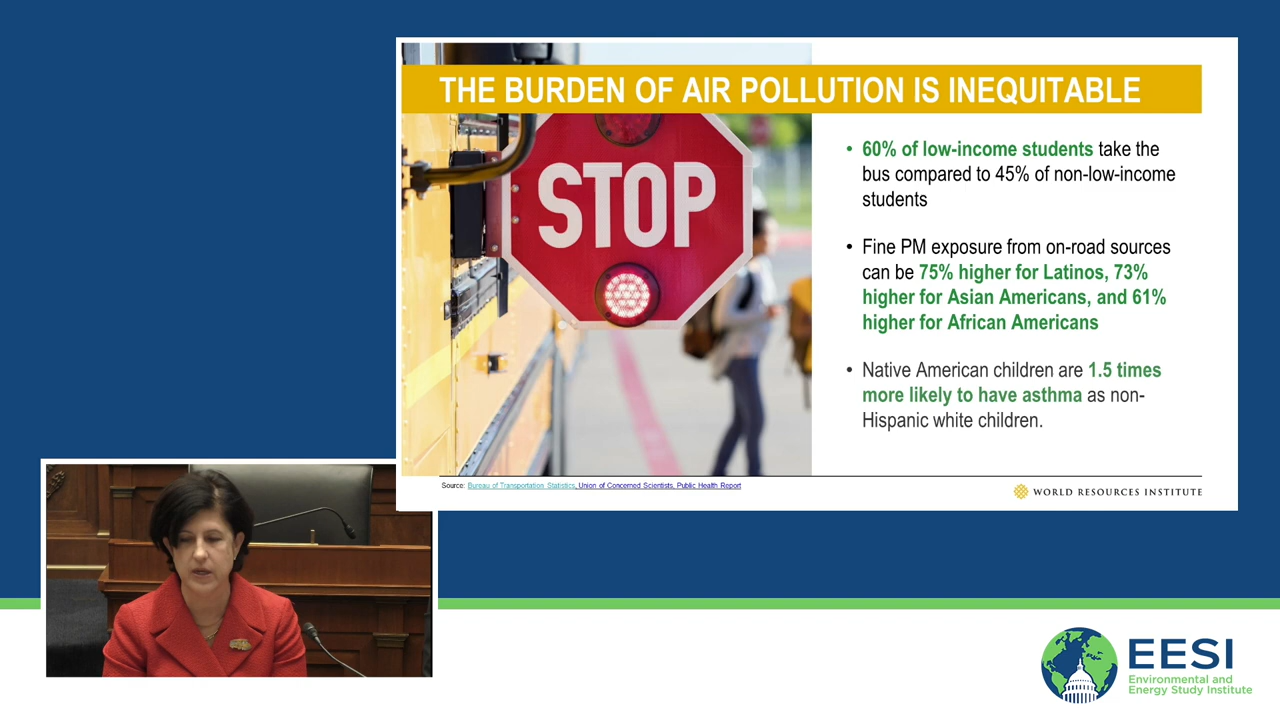 THE BURDEN OF AIR POLLUTION IS INEQUITABLE
STOP
• 60% of low-income students take the
bus compared to 45% of non-low-income
students
• Fine PM exposure from on-road sources
can be 75% higher for Latinos, 73%
higher for Asian Americans, and 61%
higher for African Americans
• Native American children are 1.5 times
more likely to have asthma as non-
Hispanic white children.
Source: Bureau of Transportation Statistics, Union of Concerned Scientists, Public Health Report
WORLD RESOURCES INSTITUTE
EESI
Environmental and
Energy Study Institute